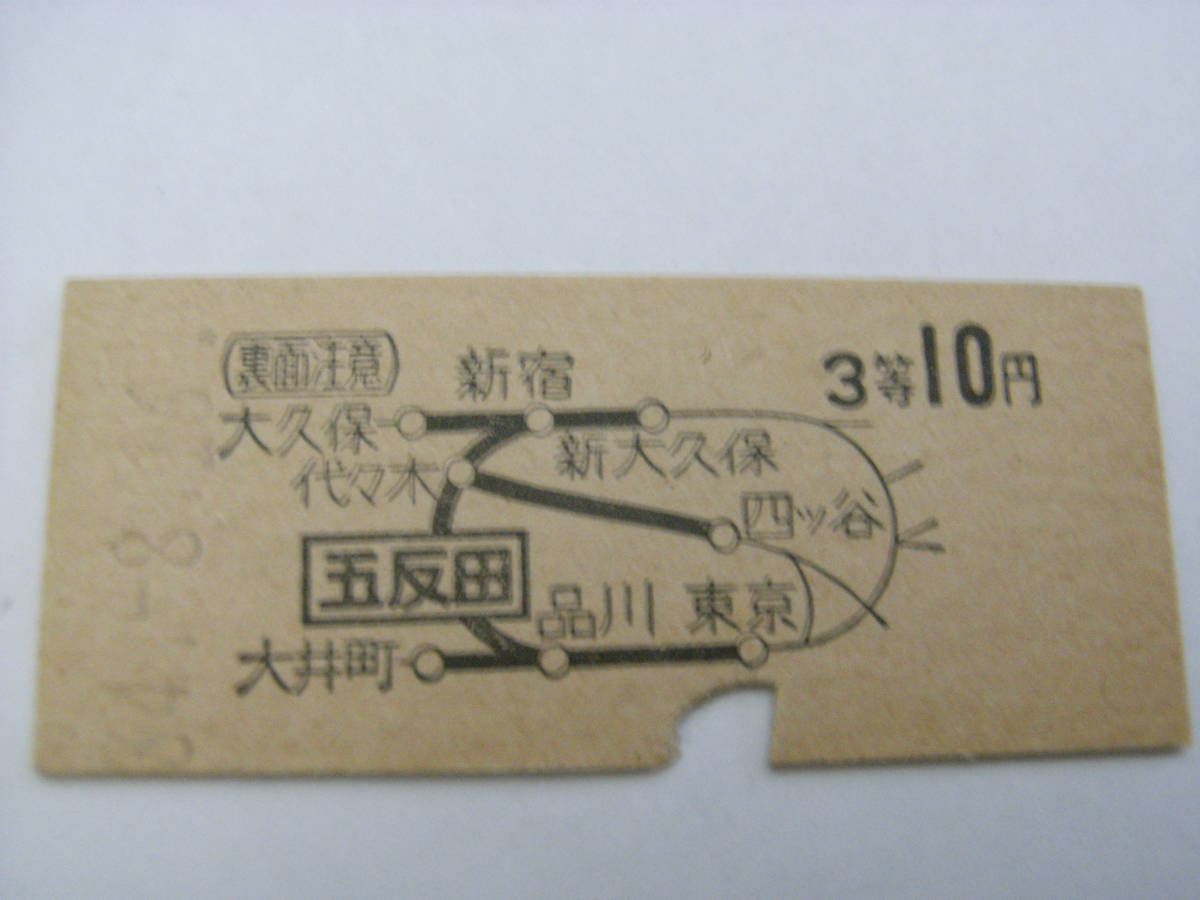 裏面注意
3等10円
新宿
大久保
新大久保
代々木
四ッ谷
五反田
品川 東京
大井町